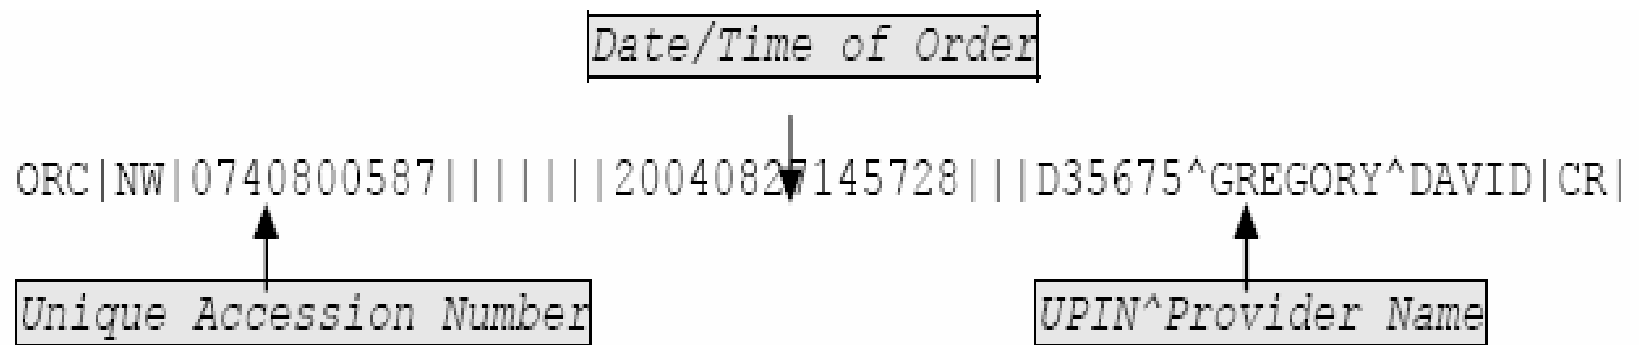 Date/Time of Order
ORC|NW|0740800587|||||||20040827145728|||D35675^GREGORY^DAVID|CR|
Unique Accession Number
UPIN^Provider Name